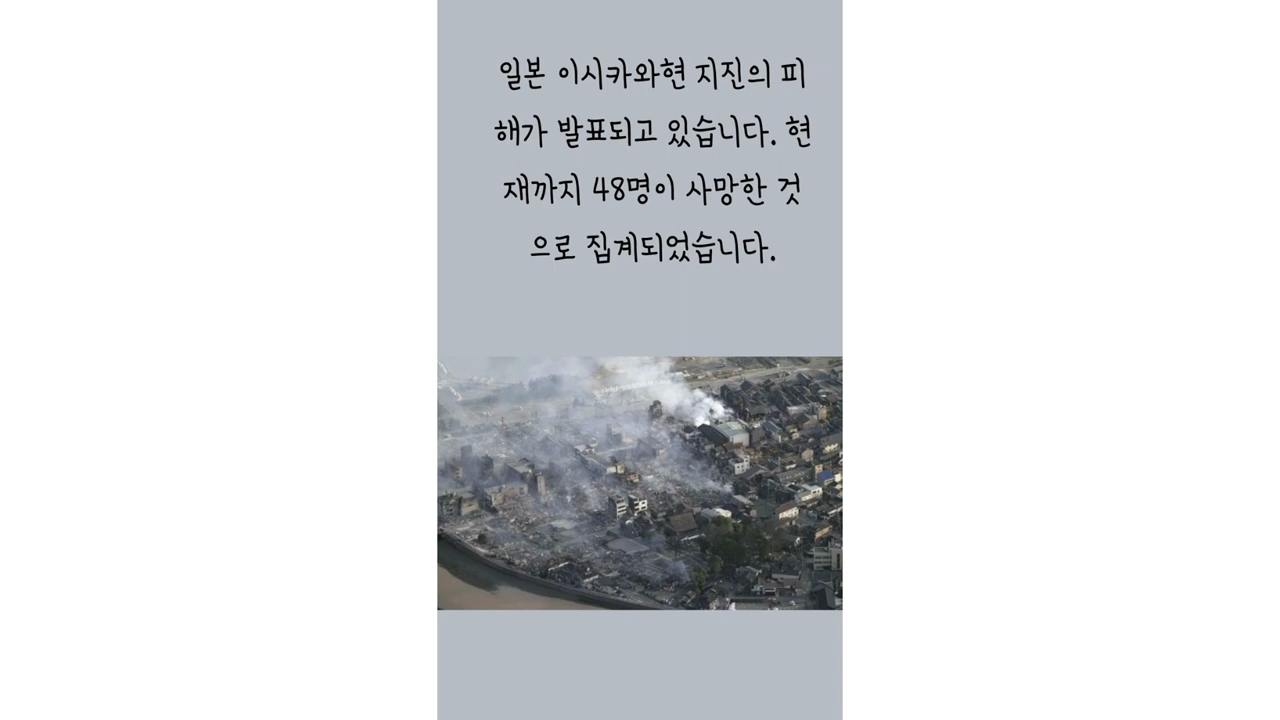 일본 이시카와현 지진의 피
해가 발표되고 있습니다. 현
재까지 48명이 사망한 것
으로 집계되었습니다.